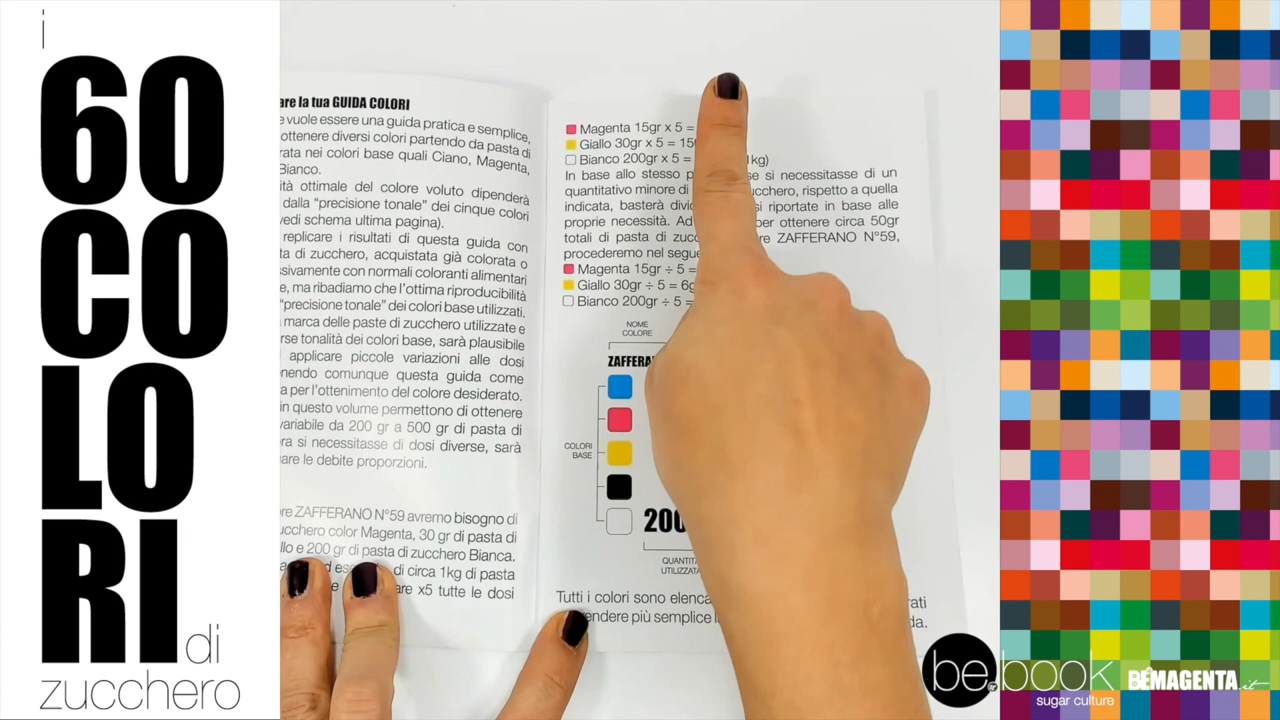 i
60
CO
LO
RI di
zucchero
are la tua GUIDA COLORI
e vuole essere una guida pratica e semplice,
ottenere diversi colori partendo da pasta di
rata nei colori base quali Ciano, Magenta,
Bianco.
ità ottimale del colore voluto dipenderà
dalla “precisione tonale” dei cinque colori
vedi schema ultima pagina).
replicare i risultati di questa guida con
ta di zucchero, acquistata già colorata o
ssivamente con normali coloranti alimentari
e, ma ribadiamo che l’ottima riproducibilità
“precisione tonale” dei colori base utilizzati.
marca delle paste di zucchero utilizzate e
rse tonalità dei colori base, sarà plausibile
applicare piccole variazioni alle dosi
nendo comunque questa guida come
a per l’ottenimento del colore desiderato.
in questo volume permettono di ottenere
variabile da 200 gr a 500 gr di pasta di
ra si necessitasse di dosi diverse, sarà
are le debite proporzioni.
re ZAFFERANO N°59 avremo bisogno di
ucchero color Magenta, 30 gr di pasta di
llo e 200 gr di pasta di zucchero Bianca.
di circa 1kg di pasta
are x5 tutte le dosi
Magenta 15gr x 5 =
Giallo 30gr x 5 = 15
Bianco 200gr x 5 = 1kg)
In base allo stesso p se si necessitasse di un
quantitativo minore di ucchero, rispetto a quella
indicata, basterà divid si riportate in base alle
proprie necessità. Ad per ottenere circa 50gr
totali di pasta di zucc re ZAFFERANO N°59,
procederemo nel segue
Magenta 15gr ÷ 5 =
Giallo 30gr ÷ 5 = 6g
Bianco 200gr ÷ 5 =
NOME
COLORE
ZAFFERA
COLORI
BASE
200
QUANTITÀ
UTILIZZATA
Tutti i colori sono elenca rati
rendere più semplice l da.
be.book
sugar culture
BEMAGENTA.it